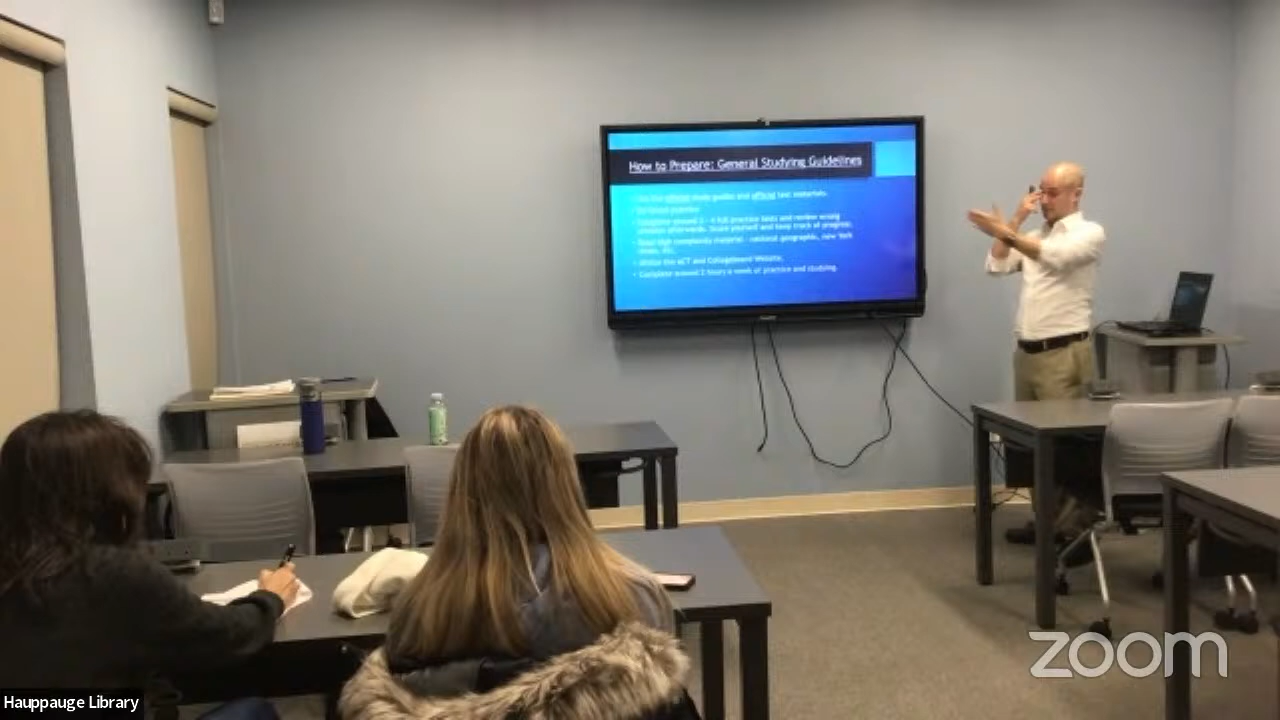 How to Prepare: General Studying Guidelines
official study guides and official test materials.
around 2 - 4 full practice tests and review wrong
answers afterwards. Score yourself and keep track of progress.
Read high complexity material - national geographic, new York
times, etc.
Utilize the ACT and CollegeBoard Website.
Complete around 2 hours a week of practice and studying
zoom
Hauppauge Library